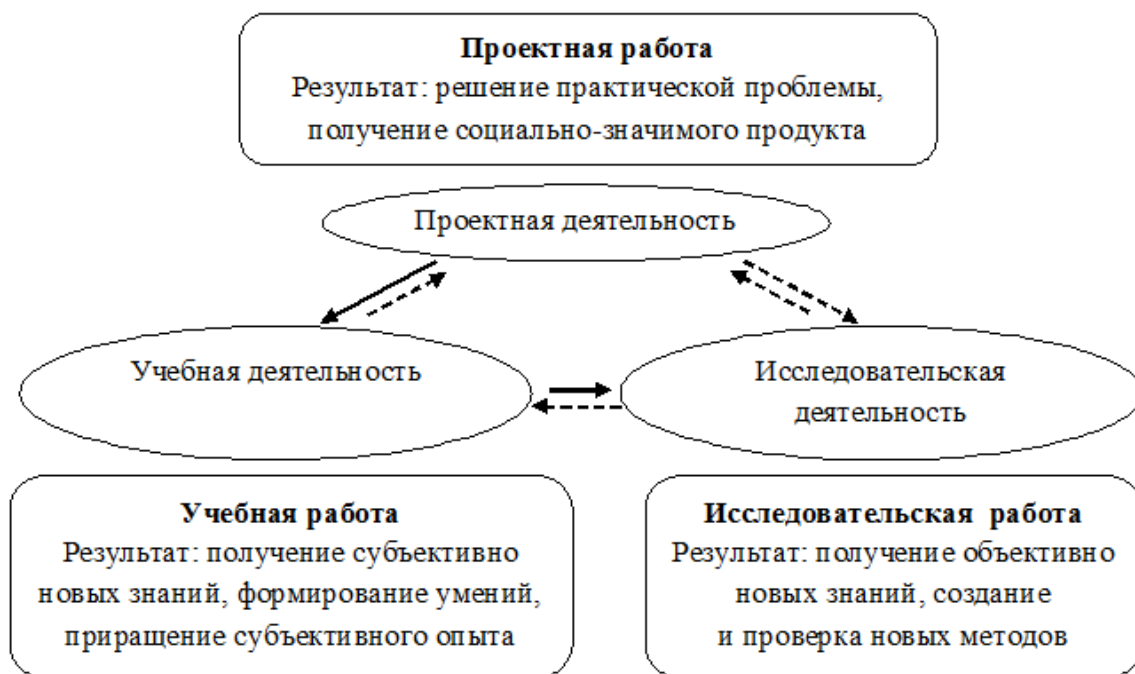 Проектная работа
Результат: решение практической проблемы,
получение социально-значимого продукта
Проектная деятельность
Учебная деятельность
Исследовательская
деятельность
Учебная работа
Результат: получение субъективно
новых знаний, формирование умений,
приращение субъективного опыта
Исследовательская работа
Результат: получение объективно
новых знаний, создание
и проверка новых методов